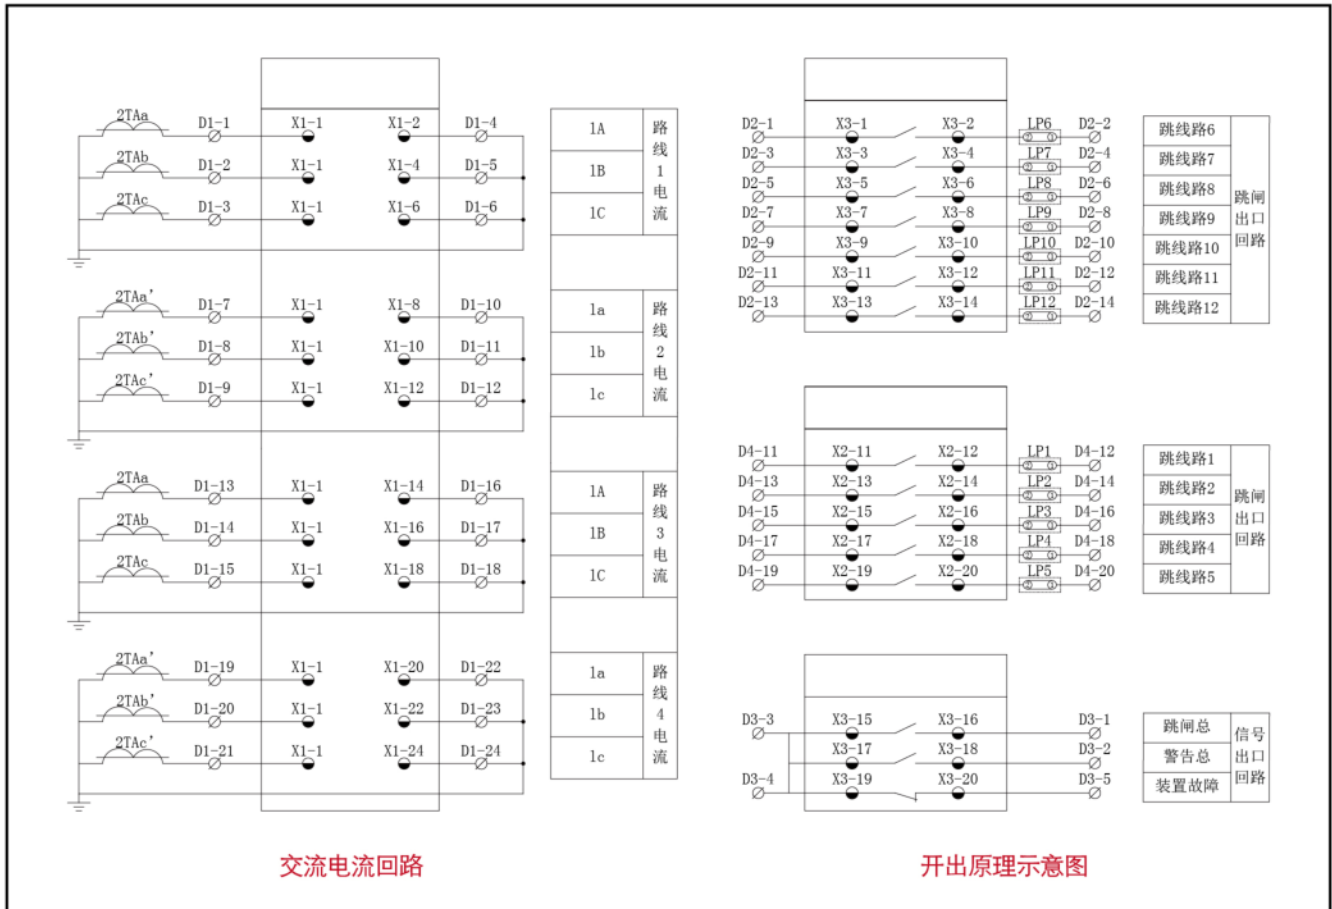 2TAa D1-1 X1-1 X1-2 D1-4 1A
2TAb D1-2 X1-1 X1-4 D1-5 1B
2TAc D1-3 X1-1 X1-6 D1-6 1C
路线1电流
2TAa' D1-7 X1-1 X1-8 D1-10 1a
2TAb' D1-8 X1-1 X1-10 D1-11 1b
2TAc' D1-9 X1-1 X1-12 D1-12 1c
路线2电流
2TAa D1-13 X1-1 X1-14 D1-16 1A
2TAb D1-14 X1-1 X1-16 D1-17 1B
2TAc D1-15 X1-1 X1-18 D1-18 1C
路线3电流
2TAa' D1-19 X1-1 X1-20 D1-22 1a
2TAb' D1-20 X1-1 X1-22 D1-23 1b
2TAc' D1-21 X1-1 X1-24 D1-24 1c
路线4电流
交流电流回路
D2-1 X3-1 X3-2 LP6 D2-2 跳线路6
D2-3 X3-3 X3-4 LP7 D2-4 跳线路7
D2-5 X3-5 X3-6 LP8 D2-6 跳线路8
D2-7 X3-7 X3-8 LP9 D2-8 跳线路9
D2-9 X3-9 X3-10 LP10 D2-10 跳线路10
D2-11 X3-11 X3-12 LP11 D2-12 跳线路11
D2-13 X3-13 X3-14 LP12 D2-14 跳线路12
跳闸
出口
回路
D4-11 X2-11 X2-12 LP1 D4-12 跳线路1
D4-13 X2-13 X2-14 LP2 D4-14 跳线路2
D4-15 X2-15 X2-16 LP3 D4-16 跳线路3
D4-17 X2-17 X2-18 LP4 D4-18 跳线路4
D4-19 X2-19 X2-20 LP5 D4-20 跳线路5
跳闸
出口
回路
D3-3 X3-15 X3-16 D3-1 跳闸总
X3-17 X3-18 D3-2 警告总
D3-4 X3-19 X3-20 D3-5 装置故障
信号
出口
回路
开出原理示意图